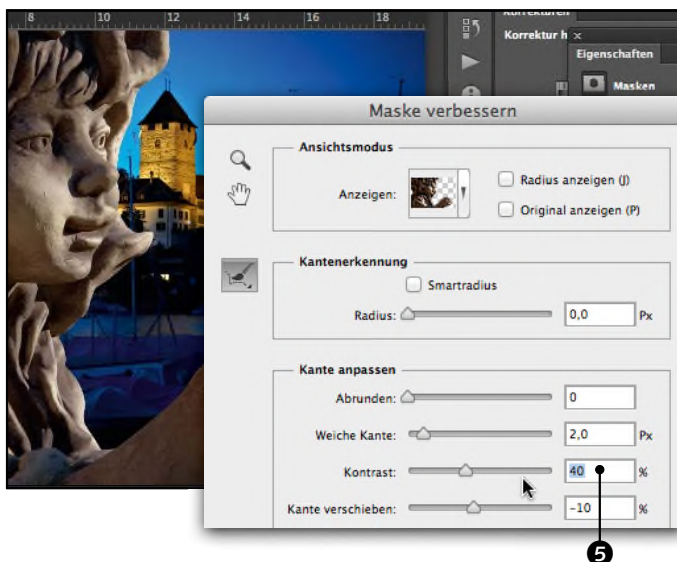 8 10 12 14 16 18
Korrekturen
Korrektur h
Eigenschaften
Masken
Maske verbessern
Ansichtsmodus
Anzeigen:
Radius anzeigen (J)
Original anzeigen (P)
Kantenerkennung
Smartradius
Radius: 0,0 Px
Kante anpassen
Abrunden: 0
Weiche Kante: 2,0 Px
Kontrast: 40 %
Kante verschieben: -10 %
5